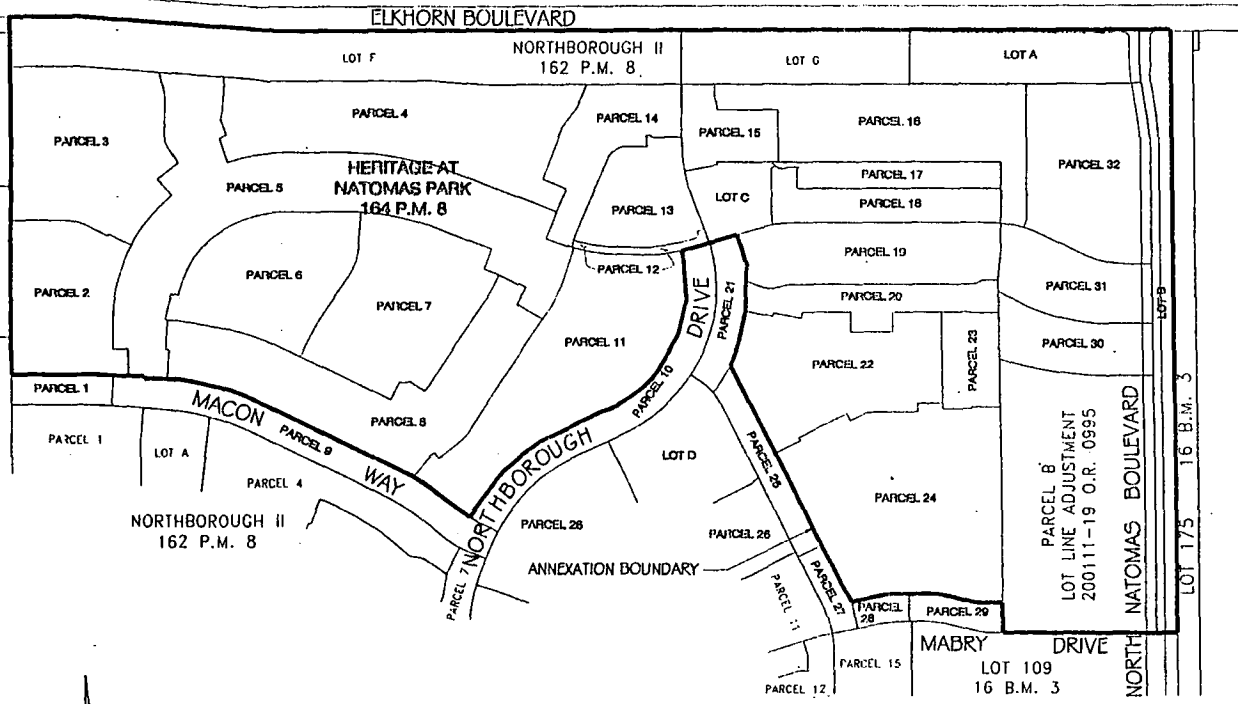 ELKHORN BOULEVARD
NORTHBOROUGH II
162 P.M. 8
LOT F
LOT G
LOT A
PARCEL 3
PARCEL 4
PARCEL 14
PARCEL 15
PARCEL 16
PARCEL 32
HERITAGE AT
NATOMAS PARK
164 P.M. 8
PARCEL 5
PARCEL 17
PARCEL 18
LOT C
PARCEL 13
PARCEL 19
PARCEL 12
PARCEL 6
PARCEL 7
PARCEL 2
PARCEL 21
PARCEL 20
PARCEL 31
LOT B
DRIVE
PARCEL 11
PARCEL 22
PARCEL 23
PARCEL 30
PARCEL 1
MACON
PARCEL 9
WAY
PARCEL 8
PARCEL 10
NORTHBOROUGH
PARCEL 1
LOT A
PARCEL 4
LOT D
PARCEL 25
PARCEL 24
PARCEL B
LOT LINE ADJUSTMENT
200111-19 O.R. 0995
NORTH NATOMAS BOULEVARD
LOT 175
16 B.M. 3
NORTHBOROUGH II
162 P.M. 8
PARCEL 26
PARCEL 26
ANNEXATION BOUNDARY
PARCEL 7
PARCEL 11
PARCEL 27
PARCEL
28
PARCEL 29
MABRY DRIVE
PARCEL 15
PARCEL 12
LOT 109
16 B.M. 3